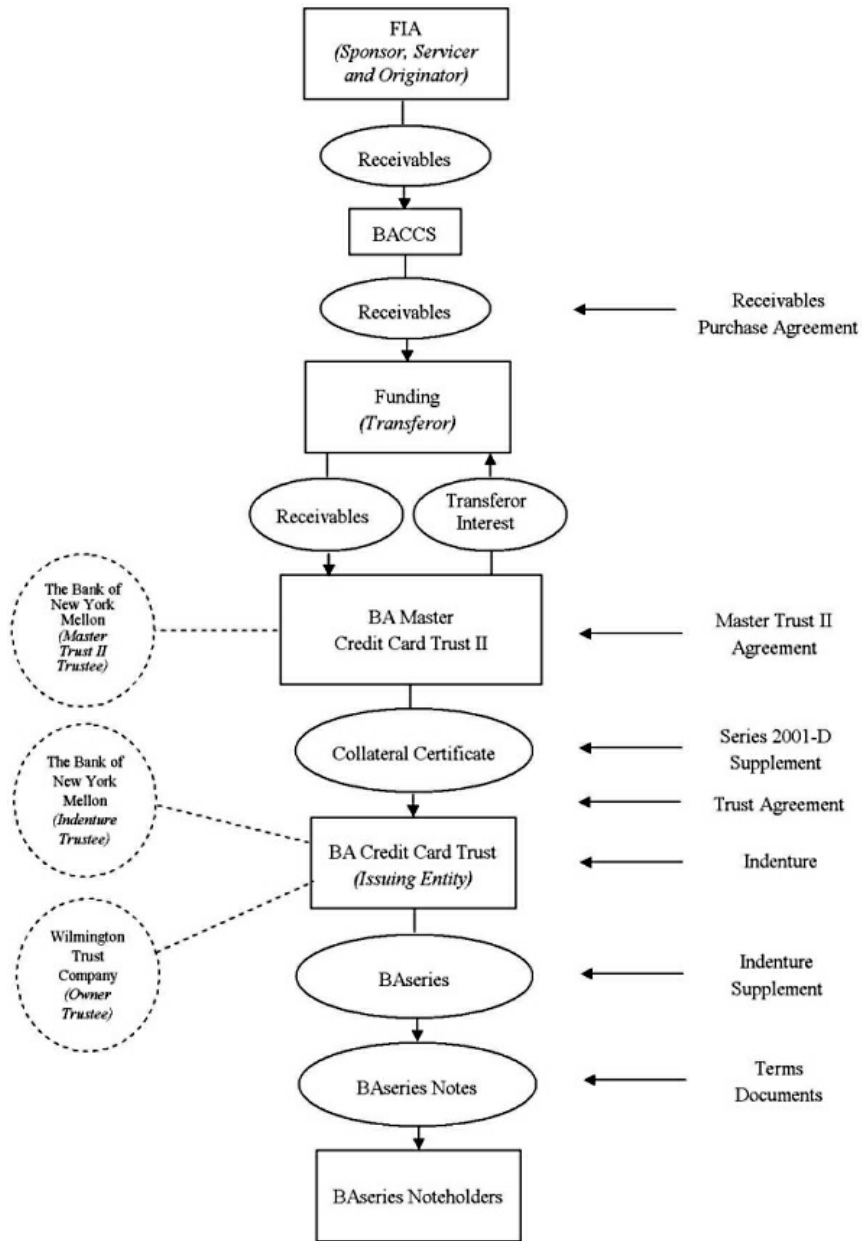 FIA
(Sponsor, Servicer
and Originator)
Receivables
BACCS
Receivables
Receivables
Purchase Agreement
Funding
(Transferor)
Receivables
Transferor
Interest
The Bank of
New York
Mellon
(Master
Trust II
Trustee)
BA Master
Credit Card Trust II
Master Trust II
Agreement
Collateral Certificate
Series 2001-D
Supplement
The Bank of
New York
Mellon
(Indenture
Trustee)
Trust Agreement
BA Credit Card Trust
(Issuing Entity)
Indenture
Wilmington
Trust
Company
(Owner
Trustee)
BAseries
Indenture
Supplement
BAseries Notes
Terms
Documents
BAseries Noteholders